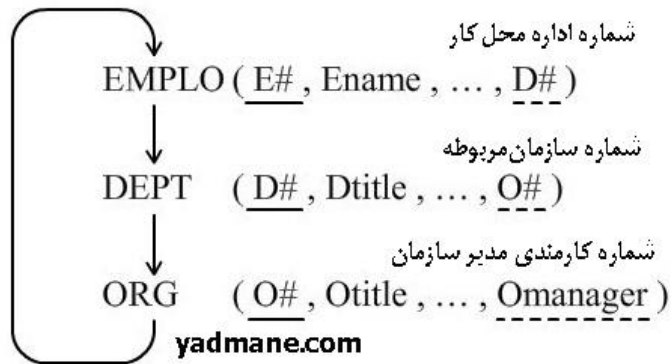 شماره اداره محل کار
EMPLO ( E# , Ename , … , D# )
شماره سازمان مربوطه
DEPT ( D# , Dtitle , … , O# )
شماره کارمندی مدیر سازمان
ORG ( O# , Otitle , … , Omanager )
yadmane.com